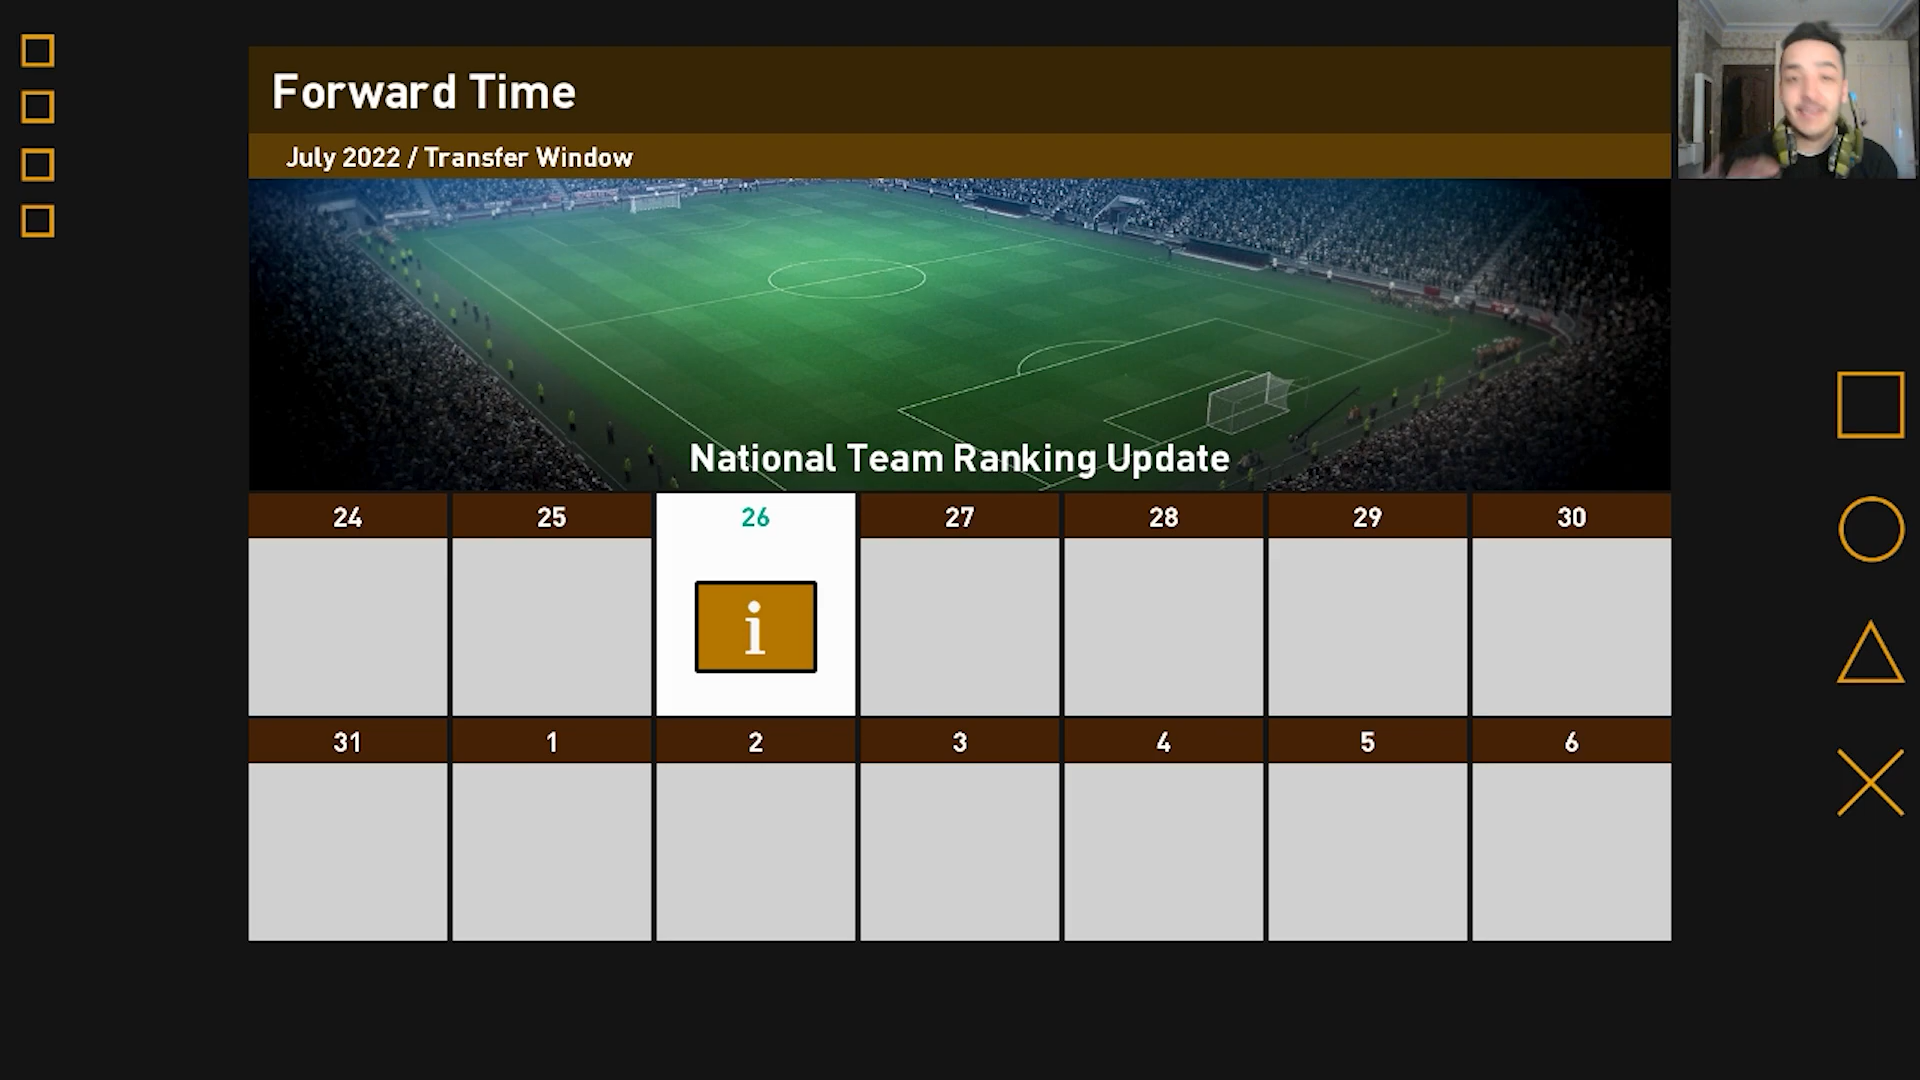 Forward Time
July 2022 / Transfer Window
National Team Ranking Update
24 25 26 27 28 29 30
i
31 1 2 3 4 5 6